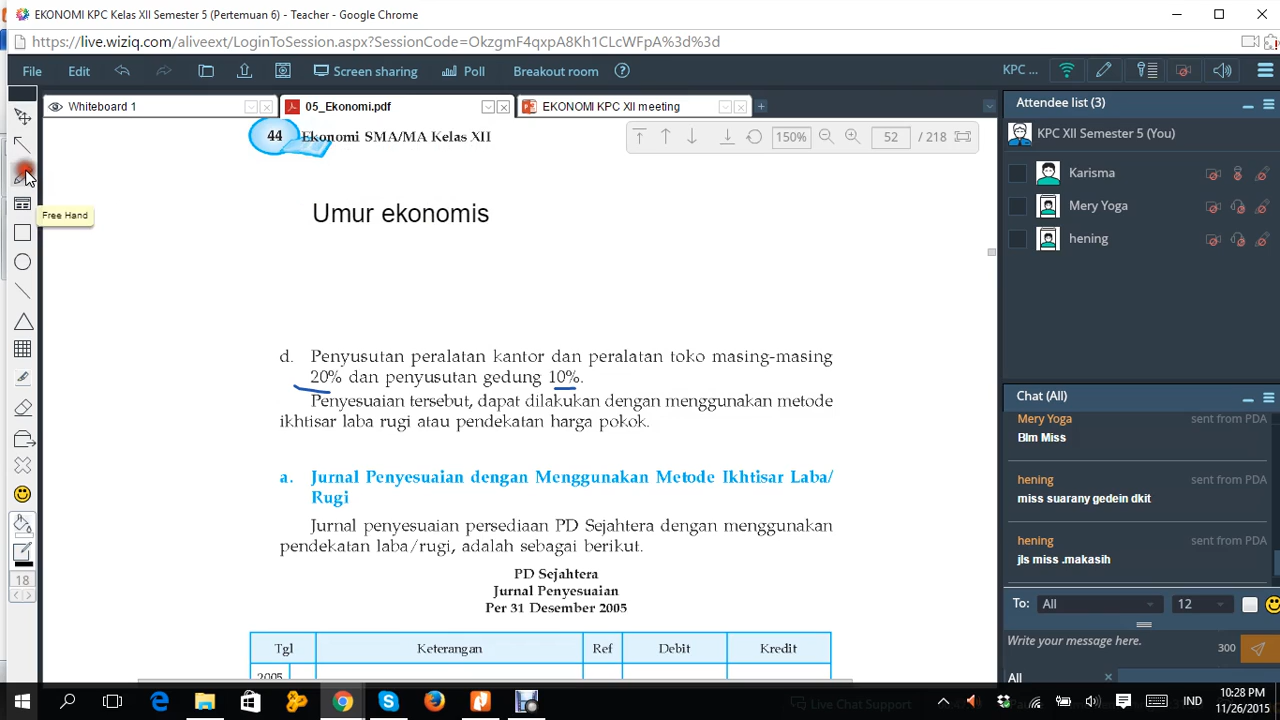 EKONOMI KPC Kelas XII Semester 5 (Pertemuan 6) - Teacher - Google Chrome
https://live.wiziq.com/aliveext/LoginToSession.aspx?SessionCode=OkzgmF4qxpA8Kh1CLcWFpA%3d%3d
File Edit Screen sharing Poll Breakout room KPC ...
Whiteboard 1 05_Ekonomi.pdf EKONOMI KPC XII meeting
Attendee list (3)
44 Ekonomi SMA/MA Kelas XII
150% 52 / 218
KPC XII Semester 5 (You)
Karisma
Mery Yoga
hening
Free Hand
Umur ekonomis
d. Penyusutan peralatan kantor dan peralatan toko masing-masing
20% dan penyusutan gedung 10%.
Penyesuaian tersebut, dapat dilakukan dengan menggunakan metode
ikhtisar laba rugi atau pendekatan harga pokok.
a. Jurnal Penyesuaian dengan Menggunakan Metode Ikhtisar Laba/
Rugi
Jurnal penyesuaian persediaan PD Sejahtera dengan menggunakan
pendekatan laba/rugi, adalah sebagai berikut.
PD Sejahtera
Jurnal Penyesuaian
Per 31 Desember 2005
Tgl Keterangan Ref Debit Kredit
2005
18
Chat (All)
Mery Yoga sent from PDA
Blm Miss
hening sent from PDA
miss suarany gedein dkit
hening sent from PDA
jls miss .makasih
To: All 12
Write your message here. 300
All
Live Chat Support
IND
10:28 PM
11/26/2015